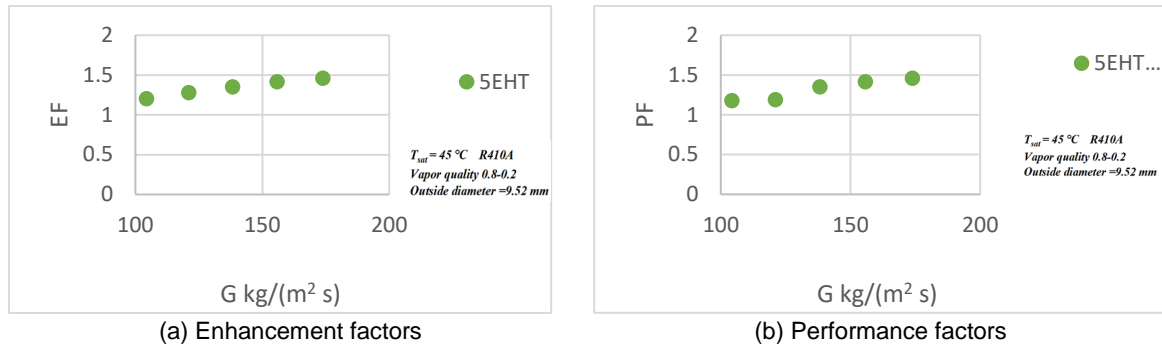 2
1.5
1
0.5
0
EF
100
150
200
G kg/(m² s)
5EHT
T_sat = 45 °C R410A
Vapor quality 0.8-0.2
Outside diameter =9.52 mm
(a) Enhancement factors
2
1.5
1
0.5
0
PF
100
150
200
G kg/(m² s)
5EHT...
T_sat = 45 °C R410A
Vapor quality 0.8-0.2
Outside diameter =9.52 mm
(b) Performance factors